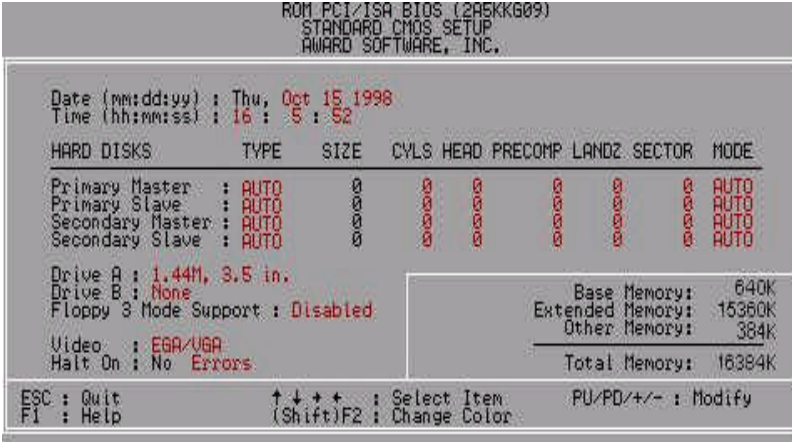 ROM PCI/ISA BIOS (2A5KKG09)
STANDARD CMOS SETUP
AWARD SOFTWARE, INC.
Date (mm:dd:yy) : Thu, Oct 15 1998
Time (hh:mm:ss) : 16 : 5 : 52
HARD DISKS TYPE SIZE CYLS HEAD PRECOMP LANDZ SECTOR MODE
Primary Master : AUTO 0 0 0 0 0 0 AUTO
Primary Slave : AUTO 0 0 0 0 0 0 AUTO
Secondary Master : AUTO 0 0 0 0 0 0 AUTO
Secondary Slave : AUTO 0 0 0 0 0 0 AUTO
Drive A : 1.44M, 3.5 in.
Drive B : None
Floppy 3 Mode Support : Disabled
Video : EGA/VGA
Halt On : No Errors
Base Memory: 640K
Extended Memory: 15360K
Other Memory: 384K
Total Memory: 16384K
ESC : Quit ↑ ↓ → ← : Select Item PU/PD/+/- : Modify
F1 : Help (Shift)F2 : Change Color